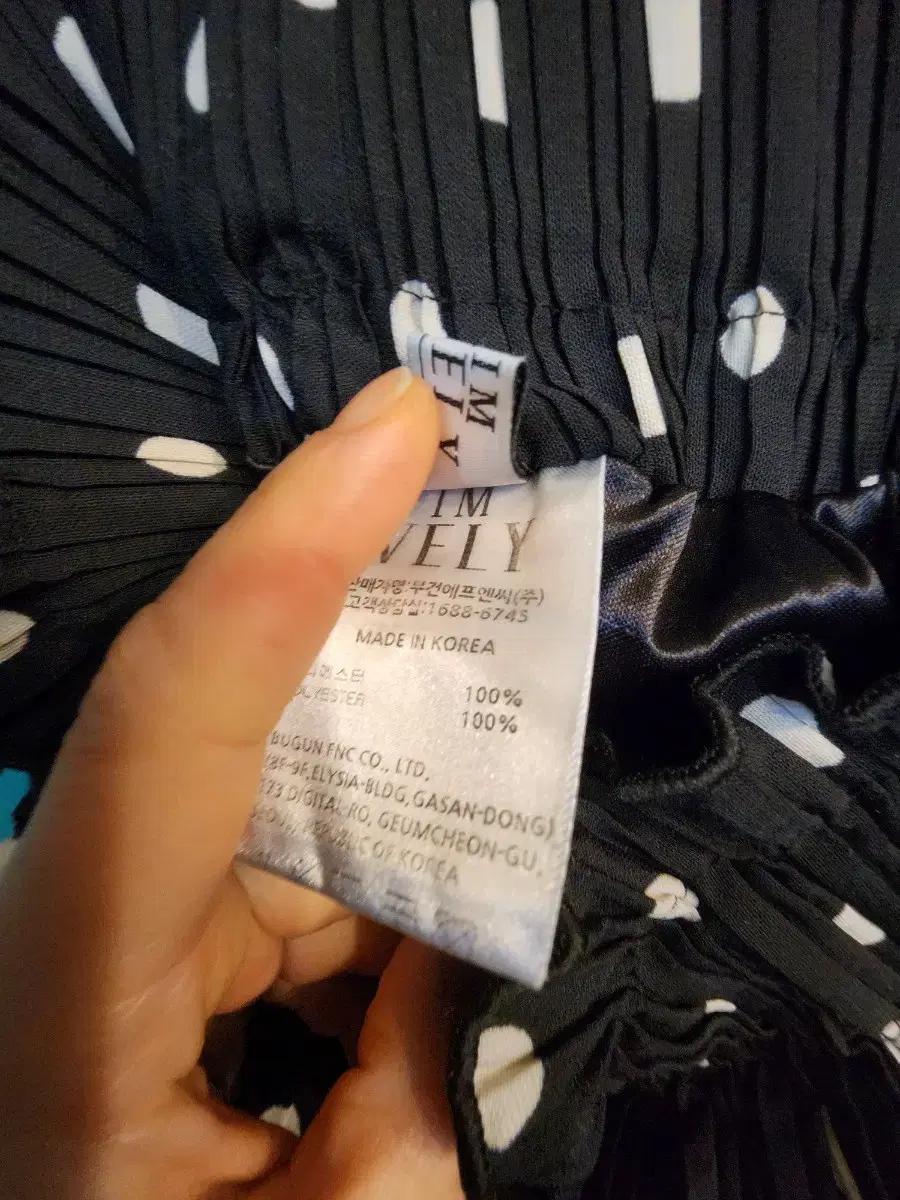 IM
VELY
IM
VELY
판매자명:부건에프엔씨(주)
고객상담실:1688-6745
MADE IN KOREA
100%
POLYESTER 100%
BUGUN FNC CO., LTD.
(8F-9F, ELYSIA-BLDG, GASAN-DONG)
173 DIGITAL-RO, GEUMCHEON-GU,
SEOUL, REPUBLIC OF KOREA